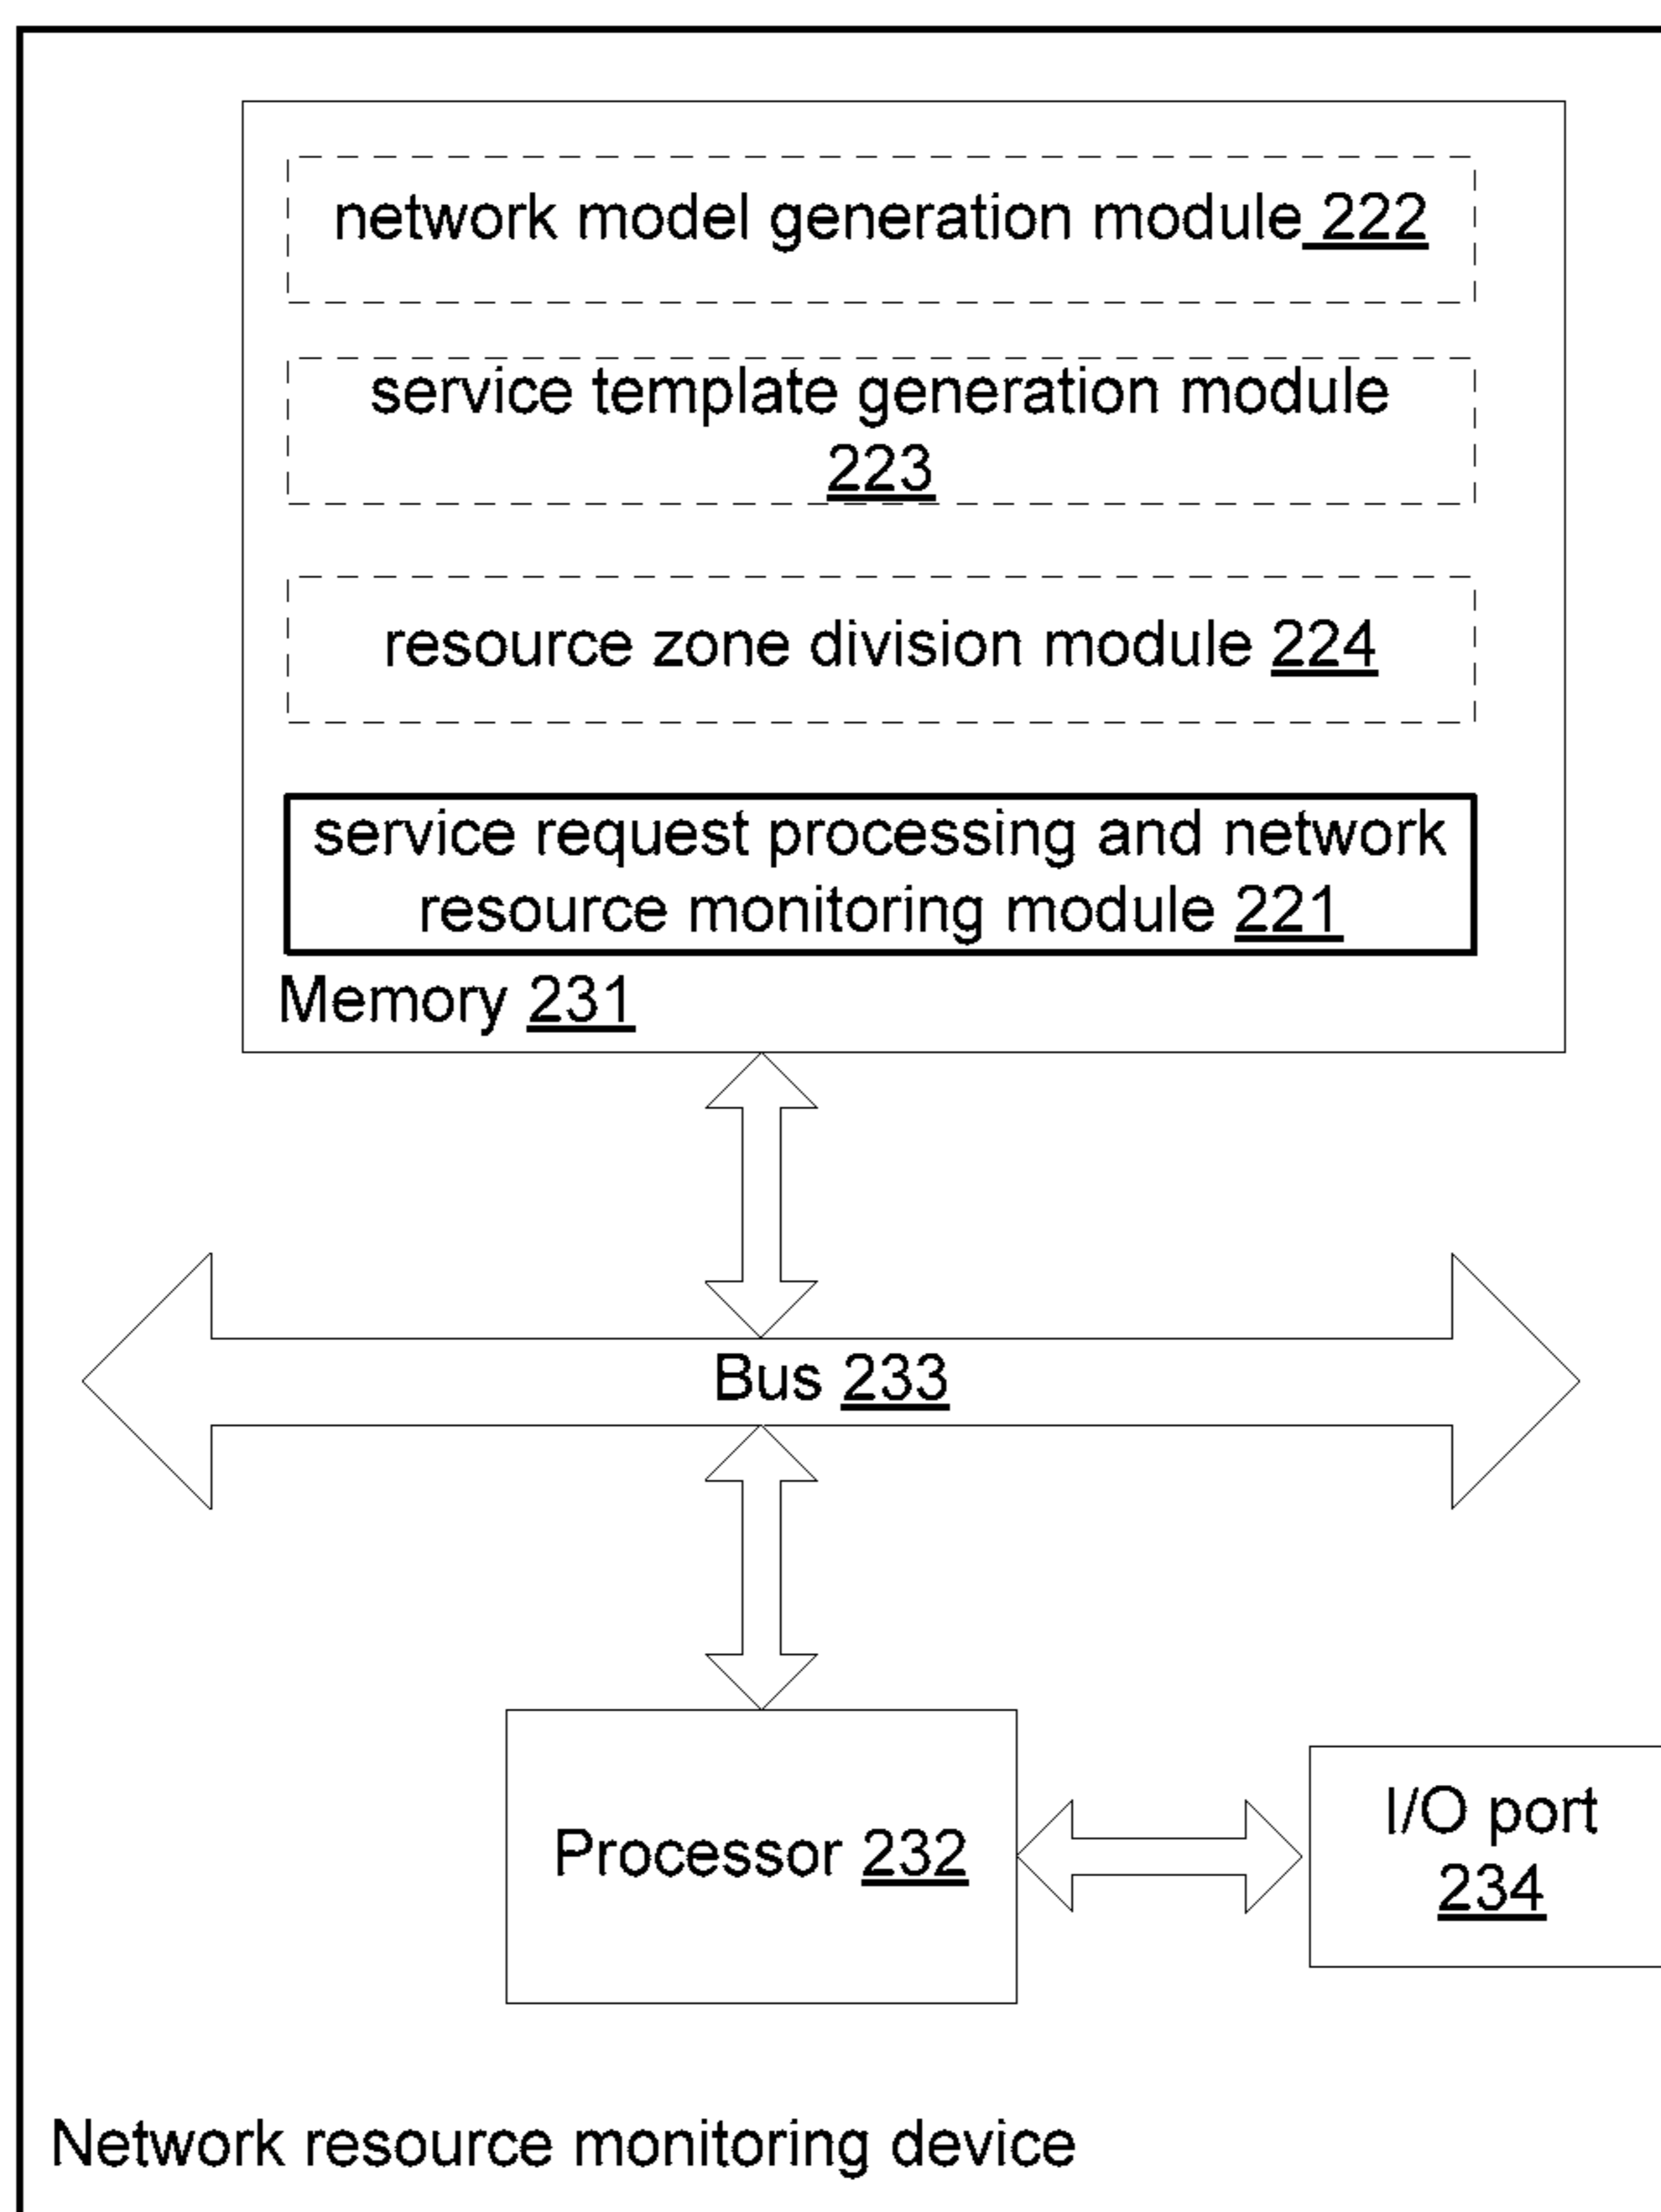 network model generation module 222
service template generation module
223
resource zone division module 224
service request processing and network
resource monitoring module 221
Memory 231
Bus 233
Processor 232
I/O port
234
Network resource monitoring device